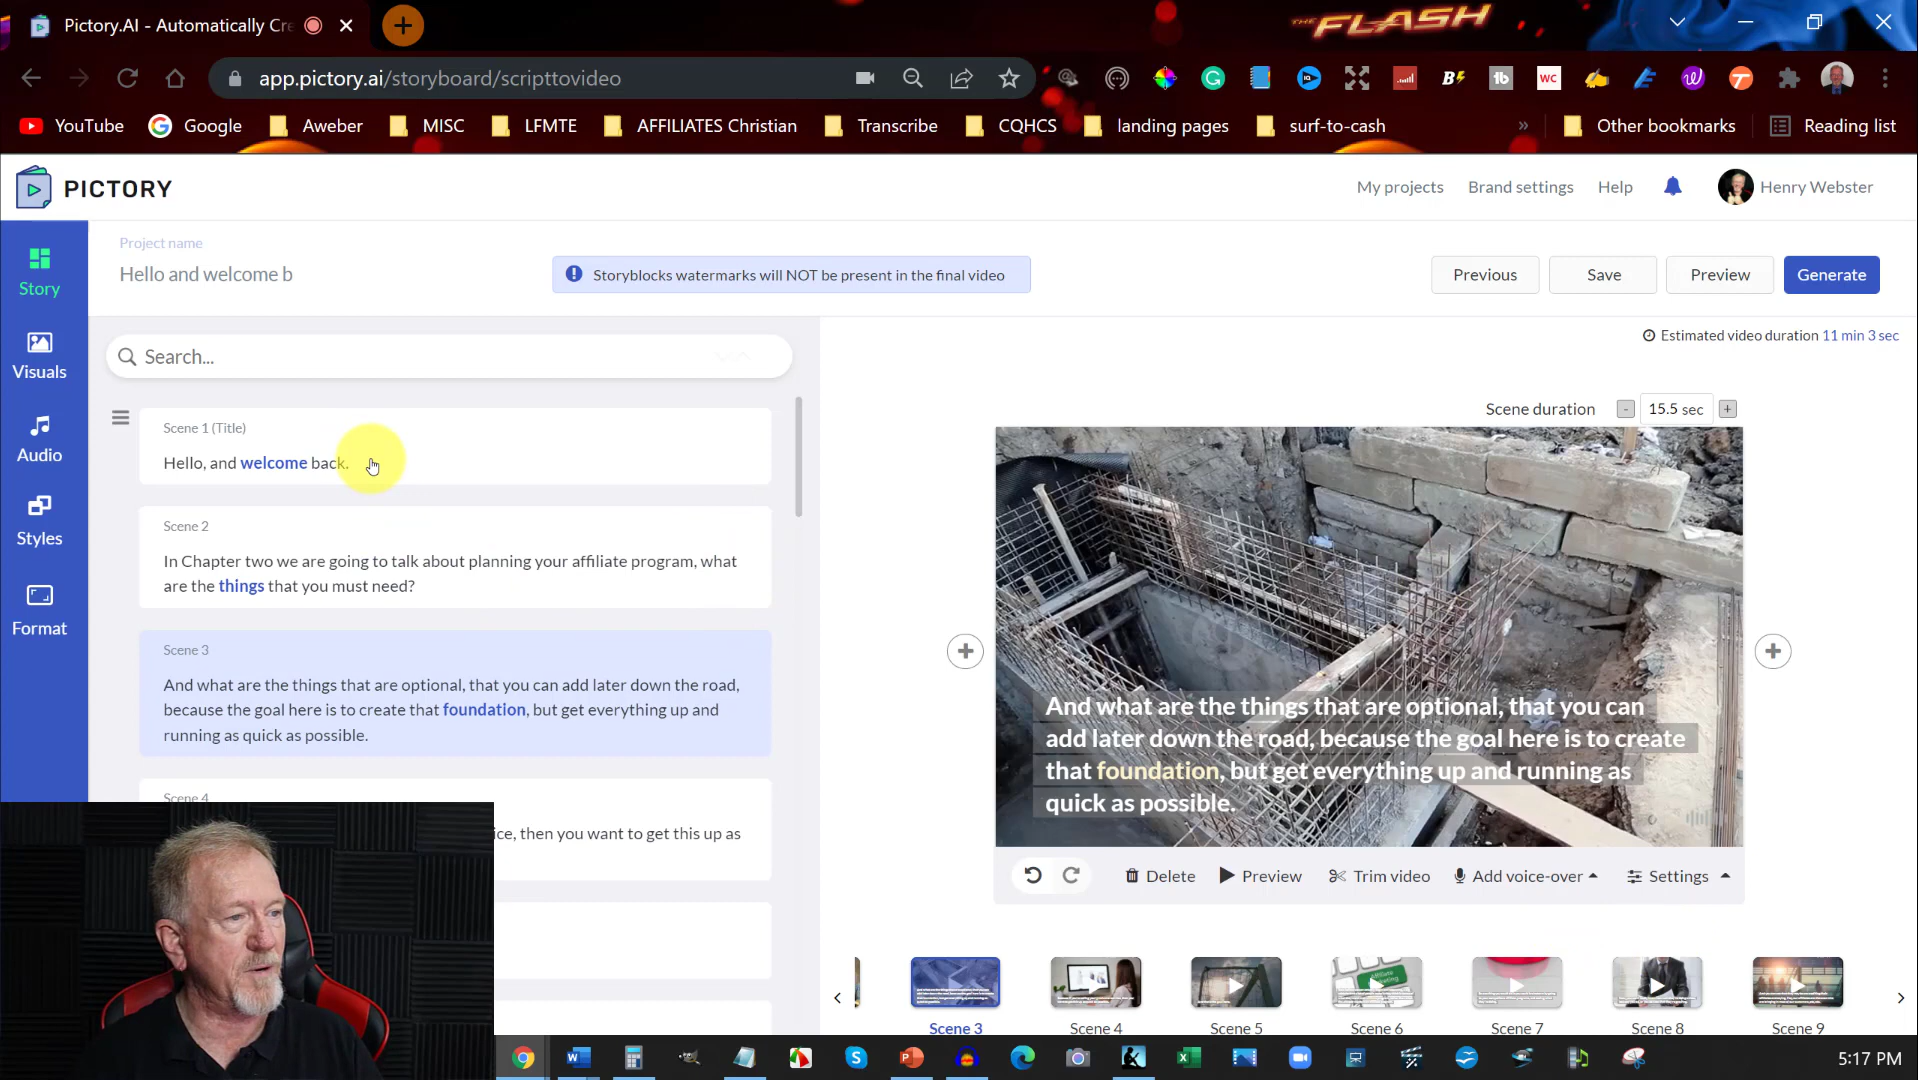 Pictory.AI - Automatically Cre
THE FLASH
app.pictory.ai/storyboard/scripttovideo
YouTube
Google
Aweber
MISC
LFMTE
AFFILIATES Christian
Transcribe
CQHCS
landing pages
surf-to-cash
»
Other bookmarks
Reading list
PICTORY
My projects
Brand settings
Help
Henry Webster
Project name
Hello and welcome b
Storyblocks watermarks will NOT be present in the final video
Previous
Save
Preview
Generate
Story
Visuals
Audio
Styles
Format
Search...
Estimated video duration 11 min 3 sec
Scene duration
- 15.5 sec +
Scene 1 (Title)
Hello, and welcome back.
Scene 2
In Chapter two we are going to talk about planning your affiliate program, what
are the things that you must need?
Scene 3
And what are the things that are optional, that you can add later down the road,
because the goal here is to create that foundation, but get everything up and
running as quick as possible.
Scene 4
ice, then you want to get this up as
And what are the things that are optional, that you can
add later down the road, because the goal here is to create
that foundation, but get everything up and running as
quick as possible.
Delete
Preview
Trim video
Add voice-over
Settings
Scene 3
Scene 4
Scene 5
Scene 6
Scene 7
Scene 8
Scene 9
5:17 PM